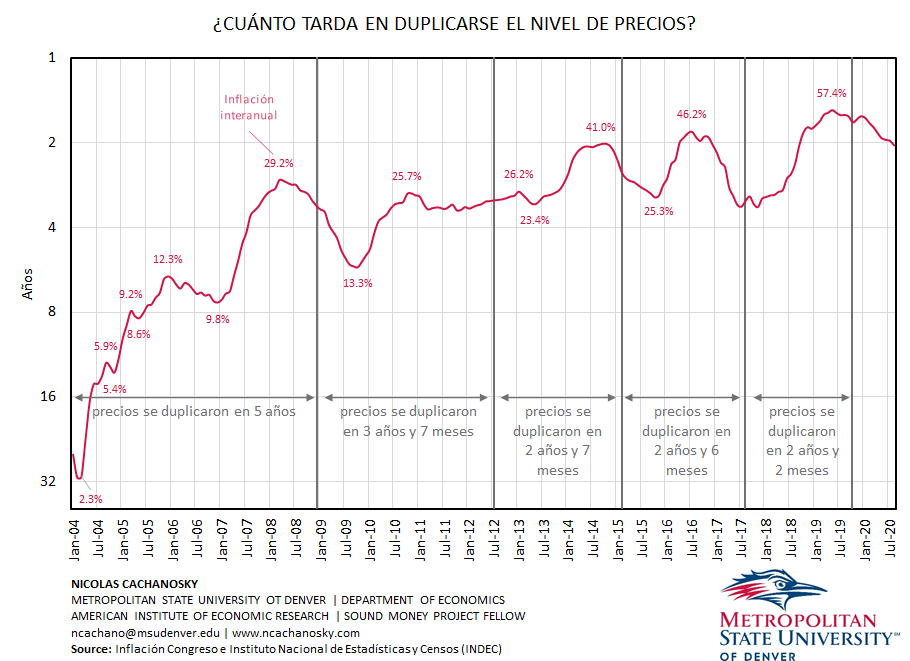 ¿CUÁNTO TARDA EN DUPLICARSE EL NIVEL DE PRECIOS?
Años
1
2
4
8
16
32
Inflación
interanual
2.3%
5.9%
5.4%
9.2%
8.6%
12.3%
9.8%
29.2%
13.3%
25.7%
26.2%
23.4%
41.0%
25.3%
46.2%
57.4%
precios se duplicaron en 5 años
precios se duplicaron
en 3 años y 7 meses
precios se
duplicaron en
2 años y 7
meses
precios se
duplicaron en
2 años y 6
meses
precios se
duplicaron
en 2 años y
2 meses
Jan-04
Jul-04
Jan-05
Jul-05
Jan-06
Jul-06
Jan-07
Jul-07
Jan-08
Jul-08
Jan-09
Jul-09
Jan-10
Jul-10
Jan-11
Jul-11
Jan-12
Jul-12
Jan-13
Jul-13
Jan-14
Jul-14
Jan-15
Jul-15
Jan-16
Jul-16
Jan-17
Jul-17
Jan-18
Jul-18
Jan-19
Jul-19
Jan-20
Jul-20
NICOLAS CACHANOSKY
METROPOLITAN STATE UNIVERSITY OT DENVER | DEPARTMENT OF ECONOMICS
AMERICAN INSTITUTE OF ECONOMIC RESEARCH | SOUND MONEY PROJECT FELLOW
ncachano@msudenver.edu | www.ncachanosky.com
Source: Inflación Congreso e Instituto Nacional de Estadísticas y Censos (INDEC)
METROPOLITAN
STATE UNIVERSITY™
OF DENVER